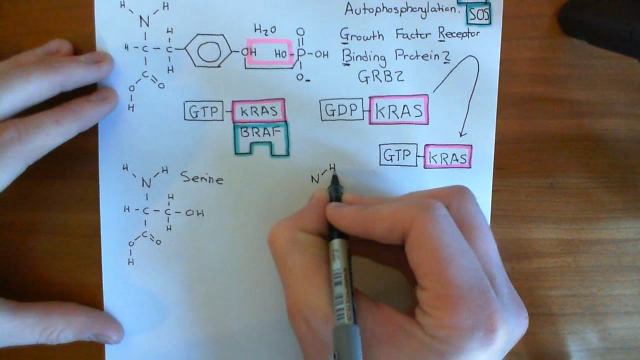 Autophosphorylation.
SOS
Growth Factor Receptor
Binding Protein 2
GRB2
H H
N
H
H C C OH
H
C O
O
H
H2O
HO P OH
O
O-
GTP KRAS
BRAF
GDP KRAS
GTP KRAS
Serine
H H
N
H
H C C OH
H
C O
O
H
N H